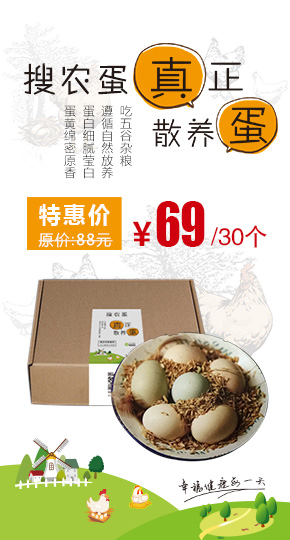 搜农蛋真正
散养蛋
吃五谷杂粮
遵循自然放养
蛋白细腻莹白
蛋黄绵密原香
特惠价
原价:88元
¥69/30个
搜农蛋
真正
散养蛋
幸福健康每一天